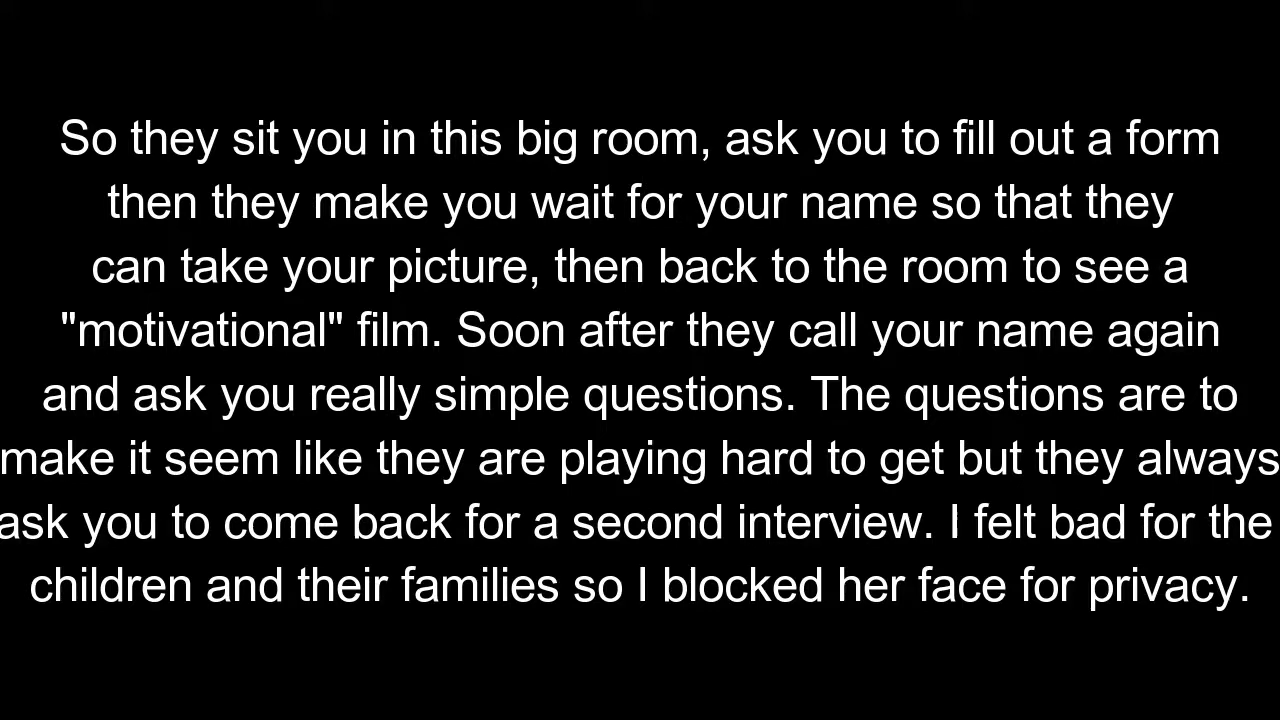 So they sit you in this big room, ask you to fill out a form
then they make you wait for your name so that they
can take your picture, then back to the room to see a
"motivational" film. Soon after they call your name again
and ask you really simple questions. The questions are to
make it seem like they are playing hard to get but they always
ask you to come back for a second interview. I felt bad for the
children and their families so I blocked her face for privacy.